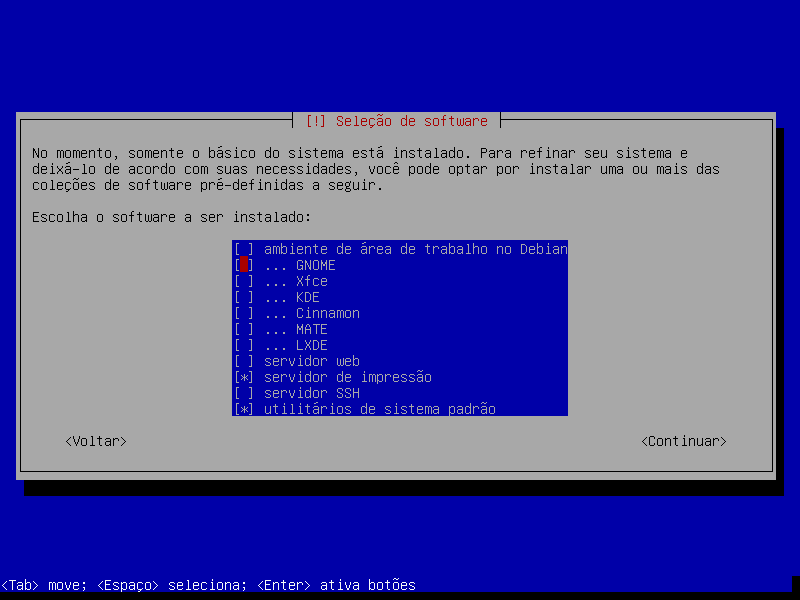 [!] Seleção de software
No momento, somente o básico do sistema está instalado. Para refinar seu sistema e
deixá-lo de acordo com suas necessidades, você pode optar por instalar uma ou mais das
coleções de software pré-definidas a seguir.
Escolha o software a ser instalado:
[ ] ambiente de área de trabalho no Debian
[ ] ... GNOME
[ ] ... Xfce
[ ] ... KDE
[ ] ... Cinnamon
[ ] ... MATE
[ ] ... LXDE
[ ] servidor web
[*] servidor de impressão
[ ] servidor SSH
[*] utilitários de sistema padrão
<Voltar> <Continuar>
<Tab> move; <Espaço> seleciona; <Enter> ativa botões